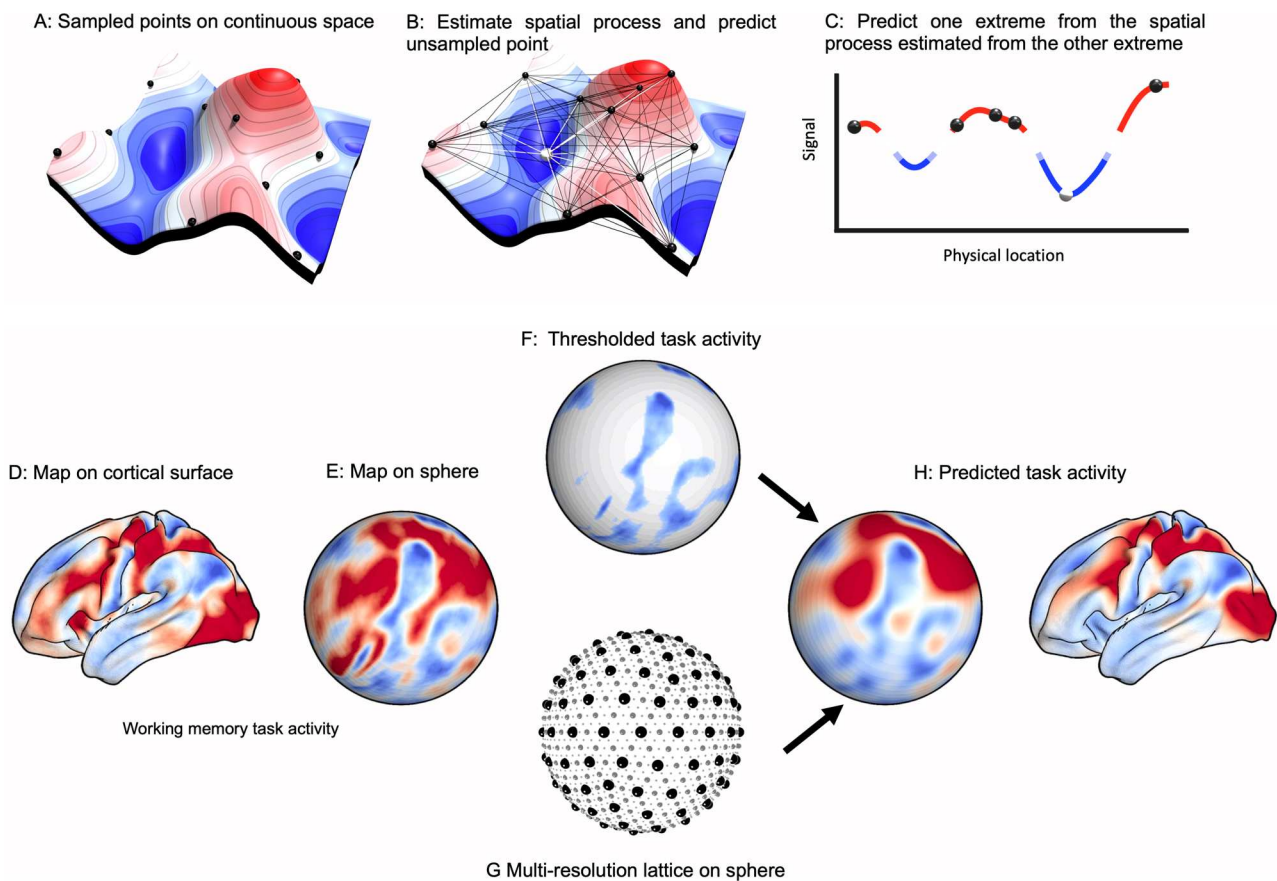 A: Sampled points on continuous space
B: Estimate spatial process and predict
unsampled point
C: Predict one extreme from the spatial
process estimated from the other extreme
Signal
Physical location
F: Thresholded task activity
D: Map on cortical surface
E: Map on sphere
H: Predicted task activity
Working memory task activity
G Multi-resolution lattice on sphere